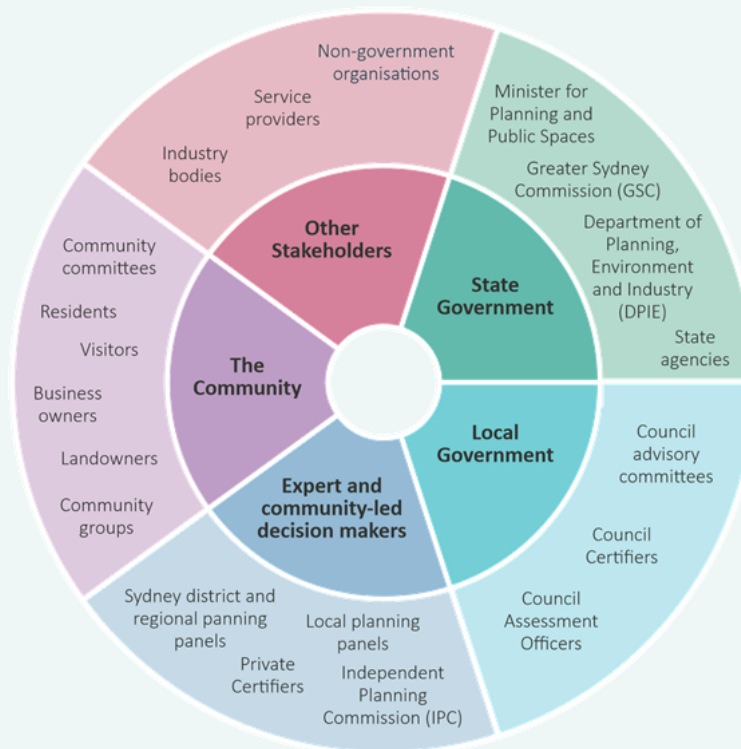 Non-government
organisations
Service
providers
Industry
bodies
Other
Stakeholders
Minister for
Planning and
Public Spaces
Greater Sydney
Commission (GSC)
Department of
Planning,
Environment
and Industry
(DPIE)
State
agencies
State
Government
Community
committees
Residents
Visitors
Business
owners
Landowners
Community
groups
The
Community
Local
Government
Council
advisory
committees
Council
Certifiers
Council
Assessment
Officers
Expert and
community-led
decision makers
Sydney district and
regional panning
panels
Local planning
panels
Private
Certifiers
Independent
Planning
Commission (IPC)